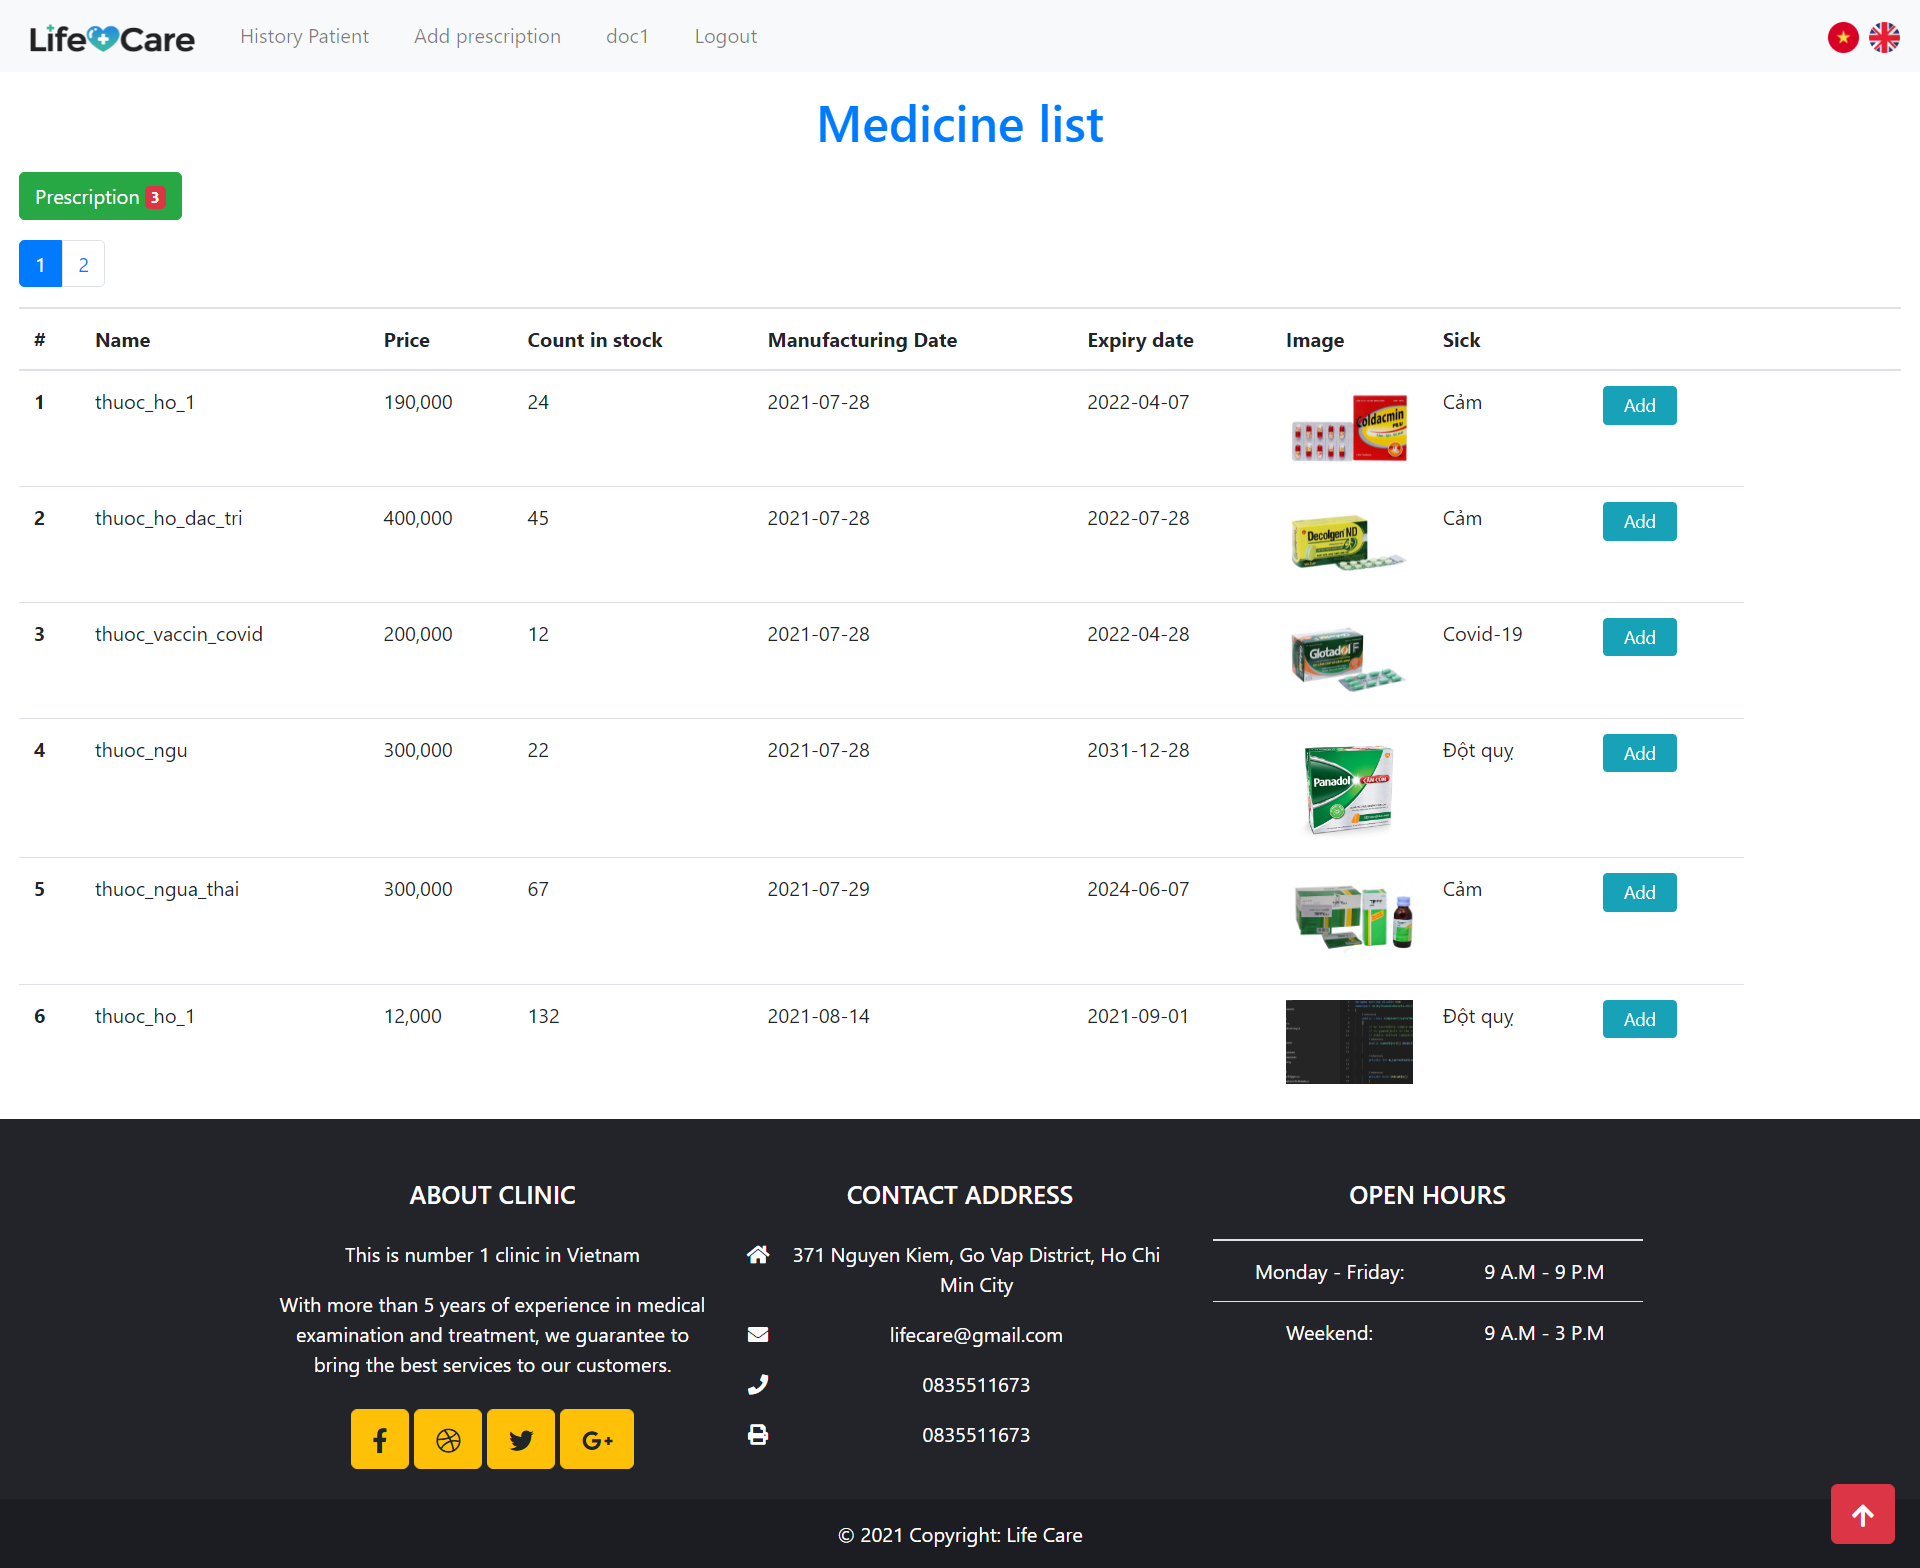 Life Care History Patient Add prescription doc1 Logout
Medicine list
Prescription 3
1 2
# Name Price Count in stock Manufacturing Date Expiry date Image Sick
1 thuoc_ho_1 190,000 24 2021-07-28 2022-04-07 Coldacmin FLU Cảm Add
2 thuoc_ho_dac_tri 400,000 45 2021-07-28 2022-07-28 Decolgen ND Cảm Add
3 thuoc_vaccin_covid 200,000 12 2021-07-28 2022-04-28 Glotadol F Covid-19 Add
4 thuoc_ngu 300,000 22 2021-07-28 2031-12-28 Panadol CẢM CÚM Đột quỵ Add
5 thuoc_ngua_thai 300,000 67 2021-07-29 2024-06-07 Cảm Add
6 thuoc_ho_1 12,000 132 2021-08-14 2021-09-01 Đột quỵ Add
ABOUT CLINIC
This is number 1 clinic in Vietnam
With more than 5 years of experience in medical
examination and treatment, we guarantee to
bring the best services to our customers.
CONTACT ADDRESS
371 Nguyen Kiem, Go Vap District, Ho Chi
Min City
lifecare@gmail.com
0835511673
0835511673
OPEN HOURS
Monday - Friday: 9 A.M - 9 P.M
Weekend: 9 A.M - 3 P.M
© 2021 Copyright: Life Care